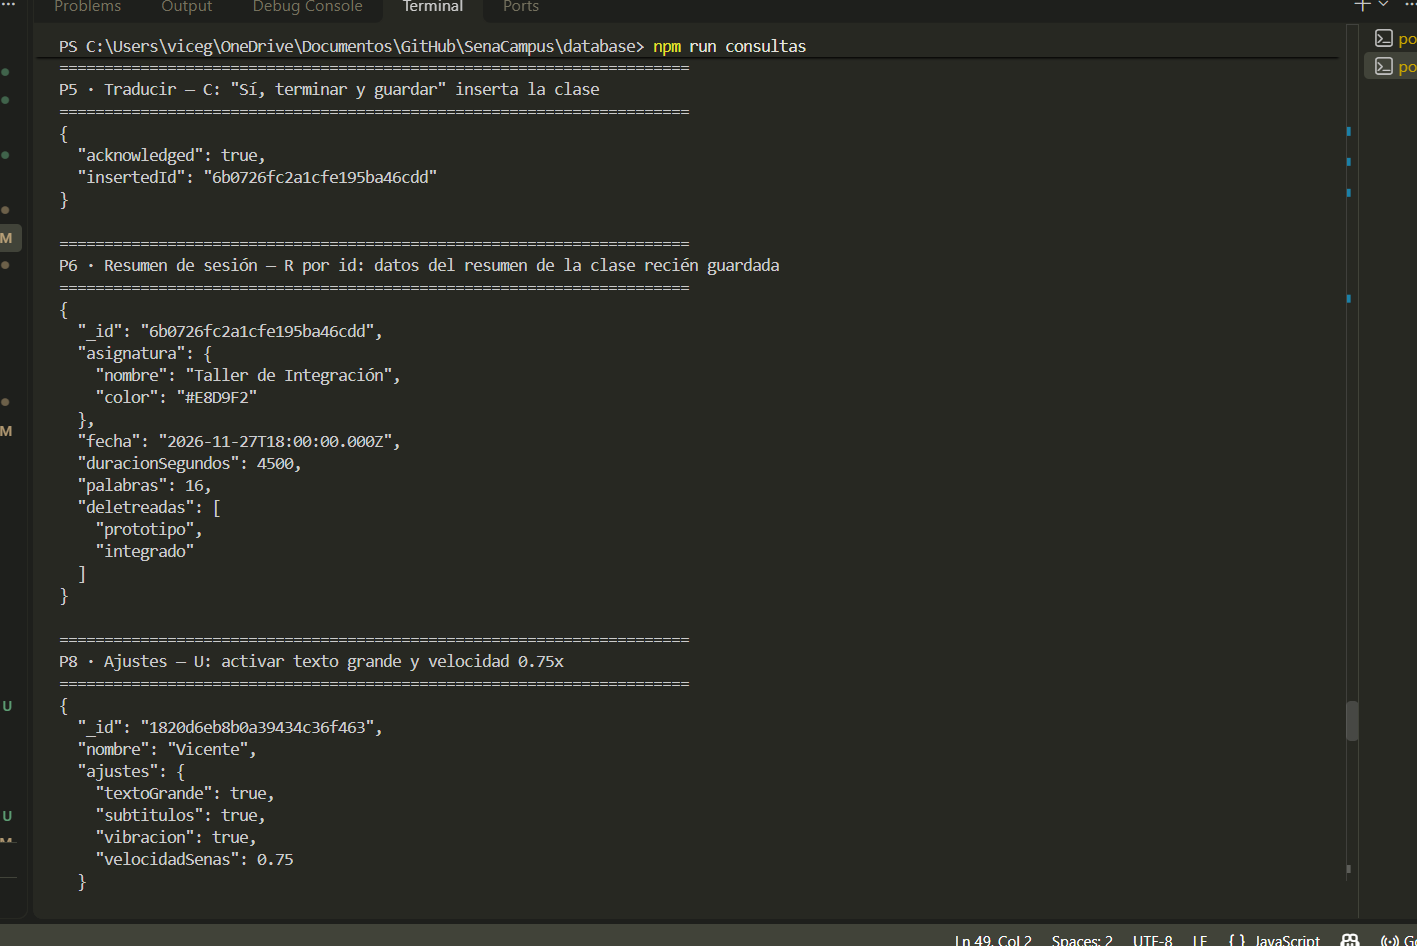 Problems Output Debug Console Terminal Ports
PS C:\Users\viceg\OneDrive\Documentos\GitHub\SenaCampus\database> npm run consultas
======================================================================
P5 · Traducir — C: "Sí, terminar y guardar" inserta la clase
======================================================================
{
"acknowledged": true,
"insertedId": "6b0726fc2a1cfe195ba46cdd"
}
======================================================================
P6 · Resumen de sesión — R por id: datos del resumen de la clase recién guardada
======================================================================
{
"_id": "6b0726fc2a1cfe195ba46cdd",
"asignatura": {
"nombre": "Taller de Integración",
"color": "#E8D9F2"
},
"fecha": "2026-11-27T18:00:00.000Z",
"duracionSegundos": 4500,
"palabras": 16,
"deletreadas": [
"prototipo",
"integrado"
]
}
======================================================================
P8 · Ajustes — U: activar texto grande y velocidad 0.75x
======================================================================
{
"_id": "1820d6eb8b0a39434c36f463",
"nombre": "Vicente",
"ajustes": {
"textoGrande": true,
"subtitulos": true,
"vibracion": true,
"velocidadSenas": 0.75
}
M
M
U
U
po
po
Ln 49, Col 2 Spaces: 2 UTF-8 LF { } JavaScript